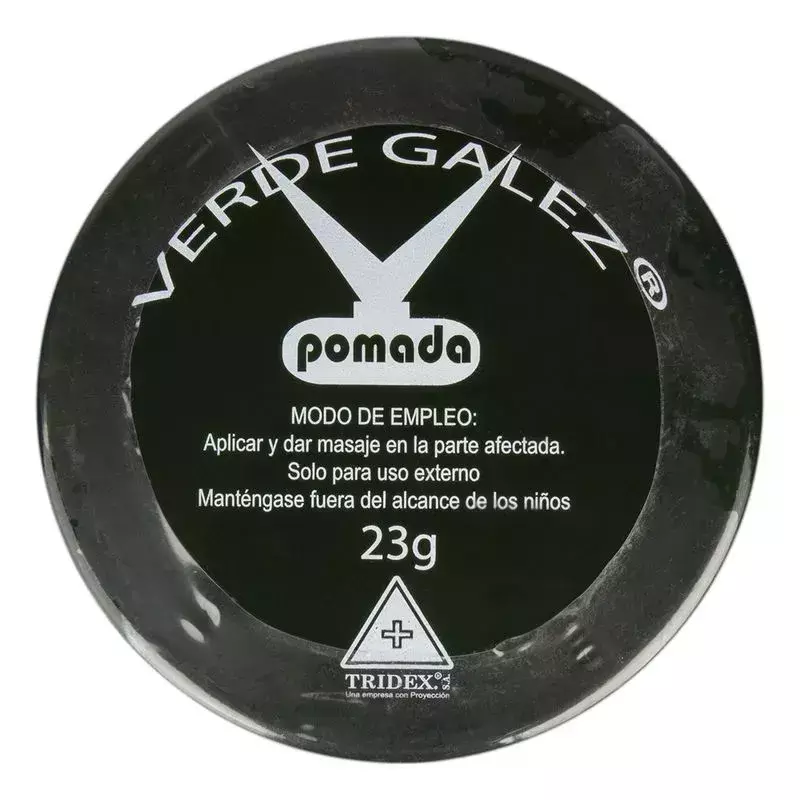 VERDE GALEZ®
pomada
MODO DE EMPLEO:
Aplicar y dar masaje en la parte afectada.
Solo para uso externo
Manténgase fuera del alcance de los niños
23g
TRIDEX.® S.A.
Una empresa con Proyección